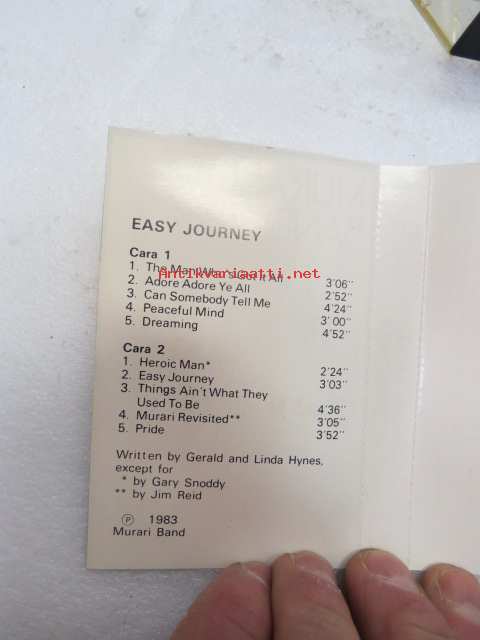 EASY JOURNEY
Cara 1
1. The Man Who's Got It All 3'06''
2. Adore Adore Ye All 2'52''
3. Can Somebody Tell Me 4'24''
4. Peaceful Mind 3'00''
5. Dreaming 4'52''
Cara 2
1. Heroic Man* 2'24''
2. Easy Journey 3'03''
3. Things Ain't What They
Used To Be 4'36''
4. Murari Revisited** 3'05''
5. Pride 3'52''
Written by Gerald and Linda Hynes,
except for
* by Gary Snoddy
** by Jim Reid
℗ 1983
Murari Band
Antikvariaatti.net